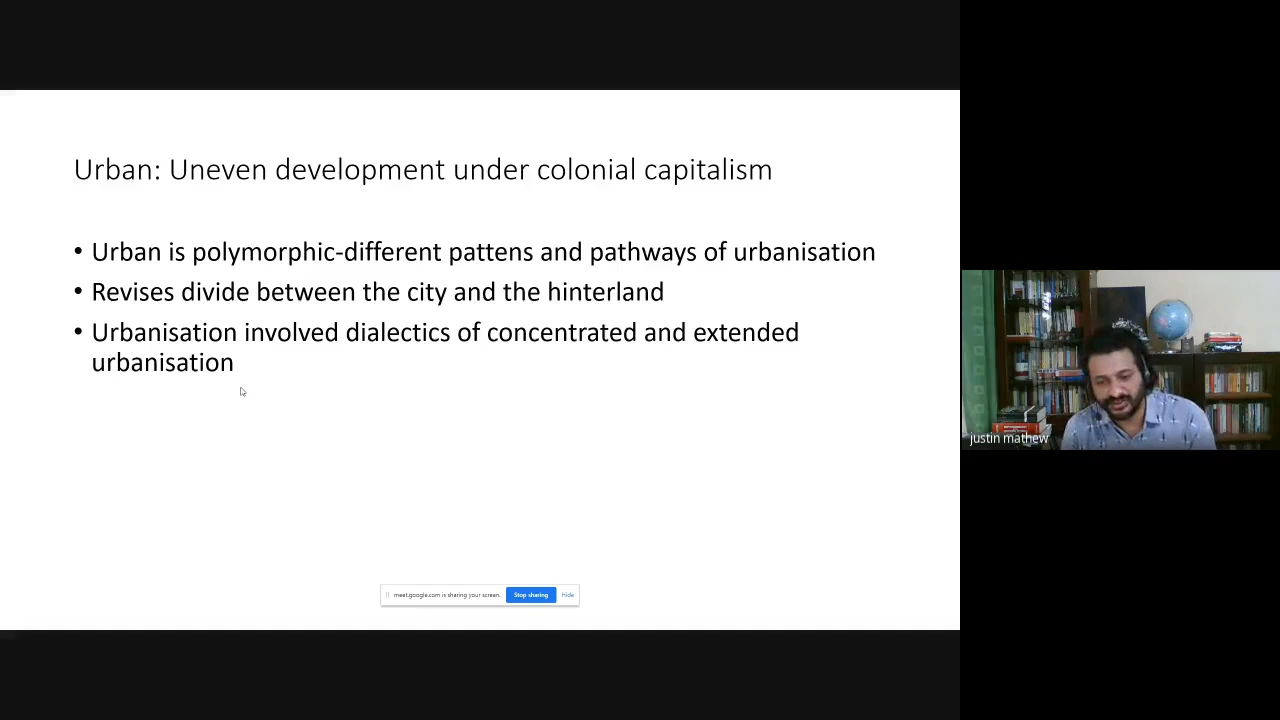 Urban: Uneven development under colonial capitalism
• Urban is polymorphic-different pattens and pathways of urbanisation
• Revises divide between the city and the hinterland
• Urbanisation involved dialectics of concentrated and extended
urbanisation
justin mathew
meet.google.com is sharing your screen.
Stop sharing
Hide